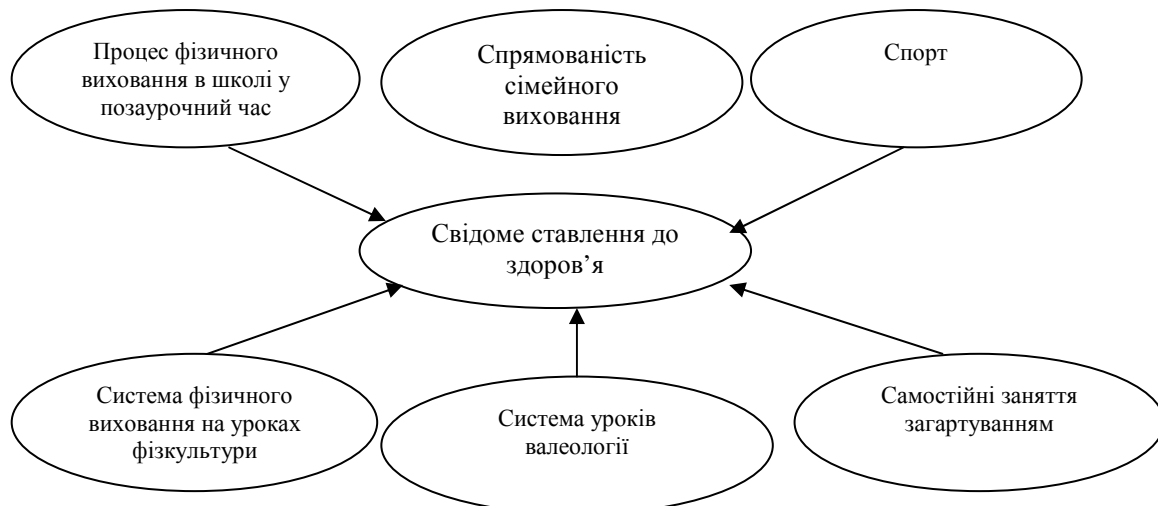 Процес фізичного
виховання в школі у
позаурочний час
Спрямованість
сімейного
виховання
Спорт
Свідоме ставлення до
здоров’я
Система фізичного
виховання на уроках
фізкультури
Система уроків
валеології
Самостійні заняття
загартуванням